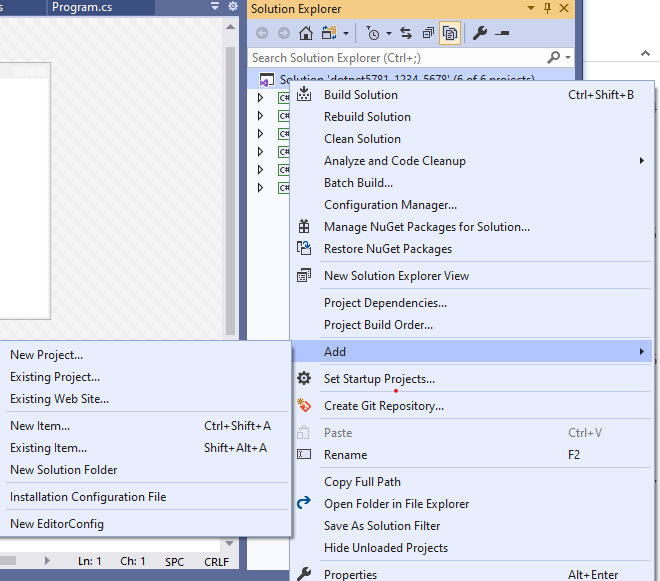 s
Program.cs
Solution Explorer
Search Solution Explorer (Ctrl+;)
Solution 'dotnet5781_1234_5678' (6 of 6 projects)
C#
C#
C#
C#
C#
C#
Build Solution Ctrl+Shift+B
Rebuild Solution
Clean Solution
Analyze and Code Cleanup
Batch Build...
Configuration Manager...
Manage NuGet Packages for Solution...
Restore NuGet Packages
New Solution Explorer View
Project Dependencies...
Project Build Order...
Add
Set Startup Projects...
Create Git Repository...
Paste Ctrl+V
Rename F2
Copy Full Path
Open Folder in File Explorer
Save As Solution Filter
Hide Unloaded Projects
Properties Alt+Enter
New Project...
Existing Project...
Existing Web Site...
New Item... Ctrl+Shift+A
Existing Item... Shift+Alt+A
New Solution Folder
Installation Configuration File
New EditorConfig
Ln: 1 Ch: 1 SPC CRLF